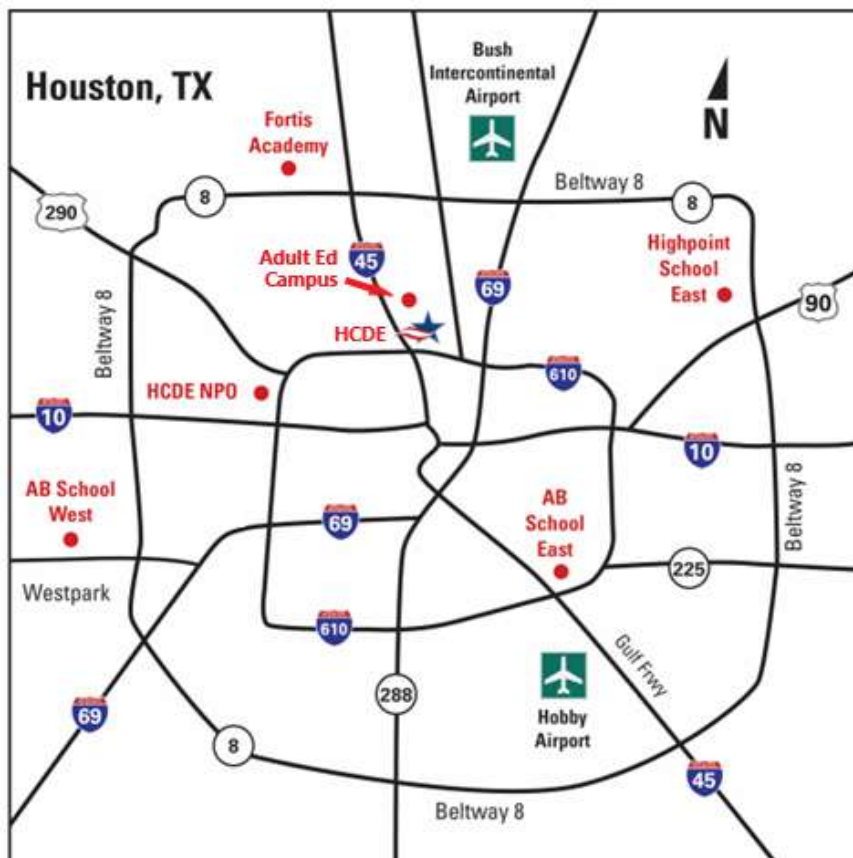 Houston, TX
Bush
Intercontinental
Airport
N
Fortis
Academy
Beltway 8
8
8
290
Highpoint
School
East
Adult Ed
Campus
45
69
90
Beltway 8
HCDE
610
HCDE NPO
10
10
AB School
West
69
AB
School
East
Beltway 8
225
Westpark
610
Gulf Frwy
288
69
Hobby
Airport
8
45
Beltway 8